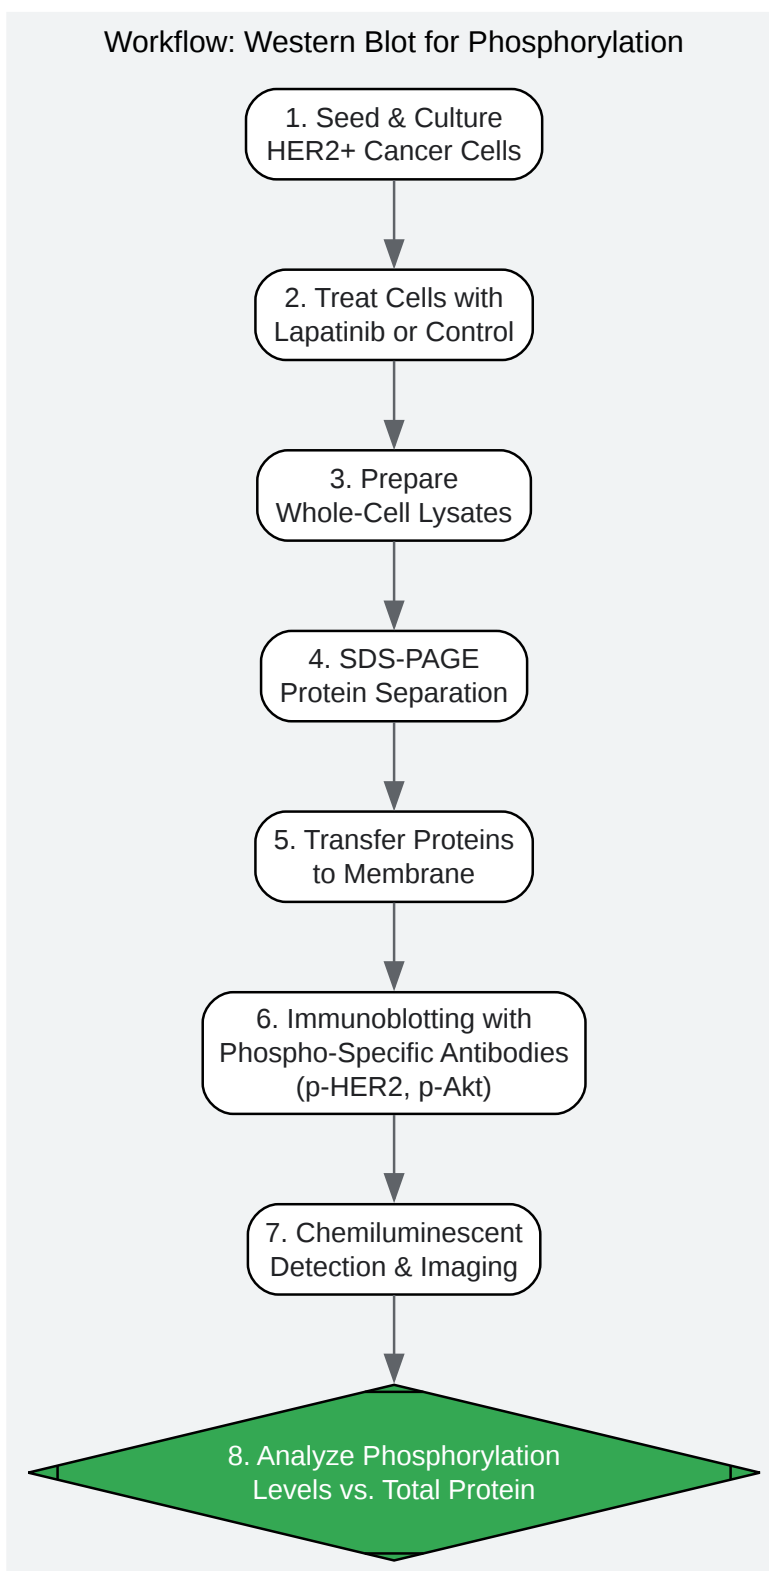 Workflow: Western Blot for Phosphorylation
1. Seed & Culture
HER2+ Cancer Cells
2. Treat Cells with
Lapatinib or Control
3. Prepare
Whole-Cell Lysates
4. SDS-PAGE
Protein Separation
5. Transfer Proteins
to Membrane
6. Immunoblotting with
Phospho-Specific Antibodies
(p-HER2, p-Akt)
7. Chemiluminescent
Detection & Imaging
8. Analyze Phosphorylation
Levels vs. Total Protein